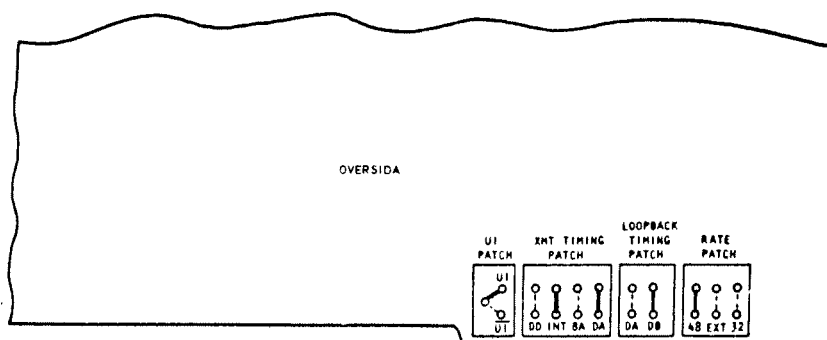 OVERSIDA
UI PATCH
XMT TIMING PATCH
LOOPBACK TIMING PATCH
RATE PATCH
UI
U̅I̅
DD INT BA DA
DA DB
48 EXT 32